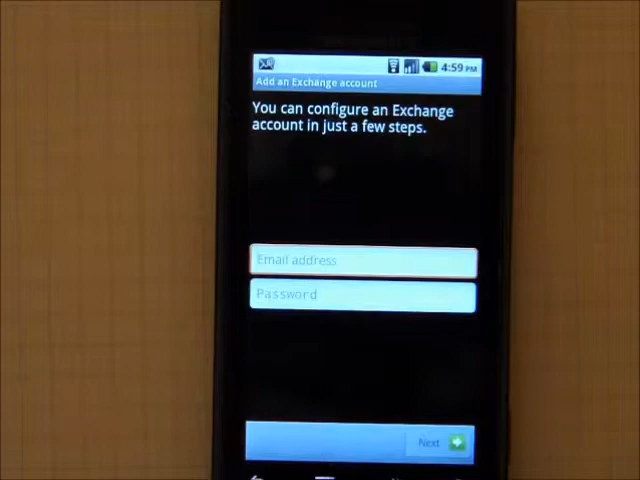 4:59 PM
Add an Exchange account
You can configure an Exchange
account in just a few steps.
Email address
Password
Next